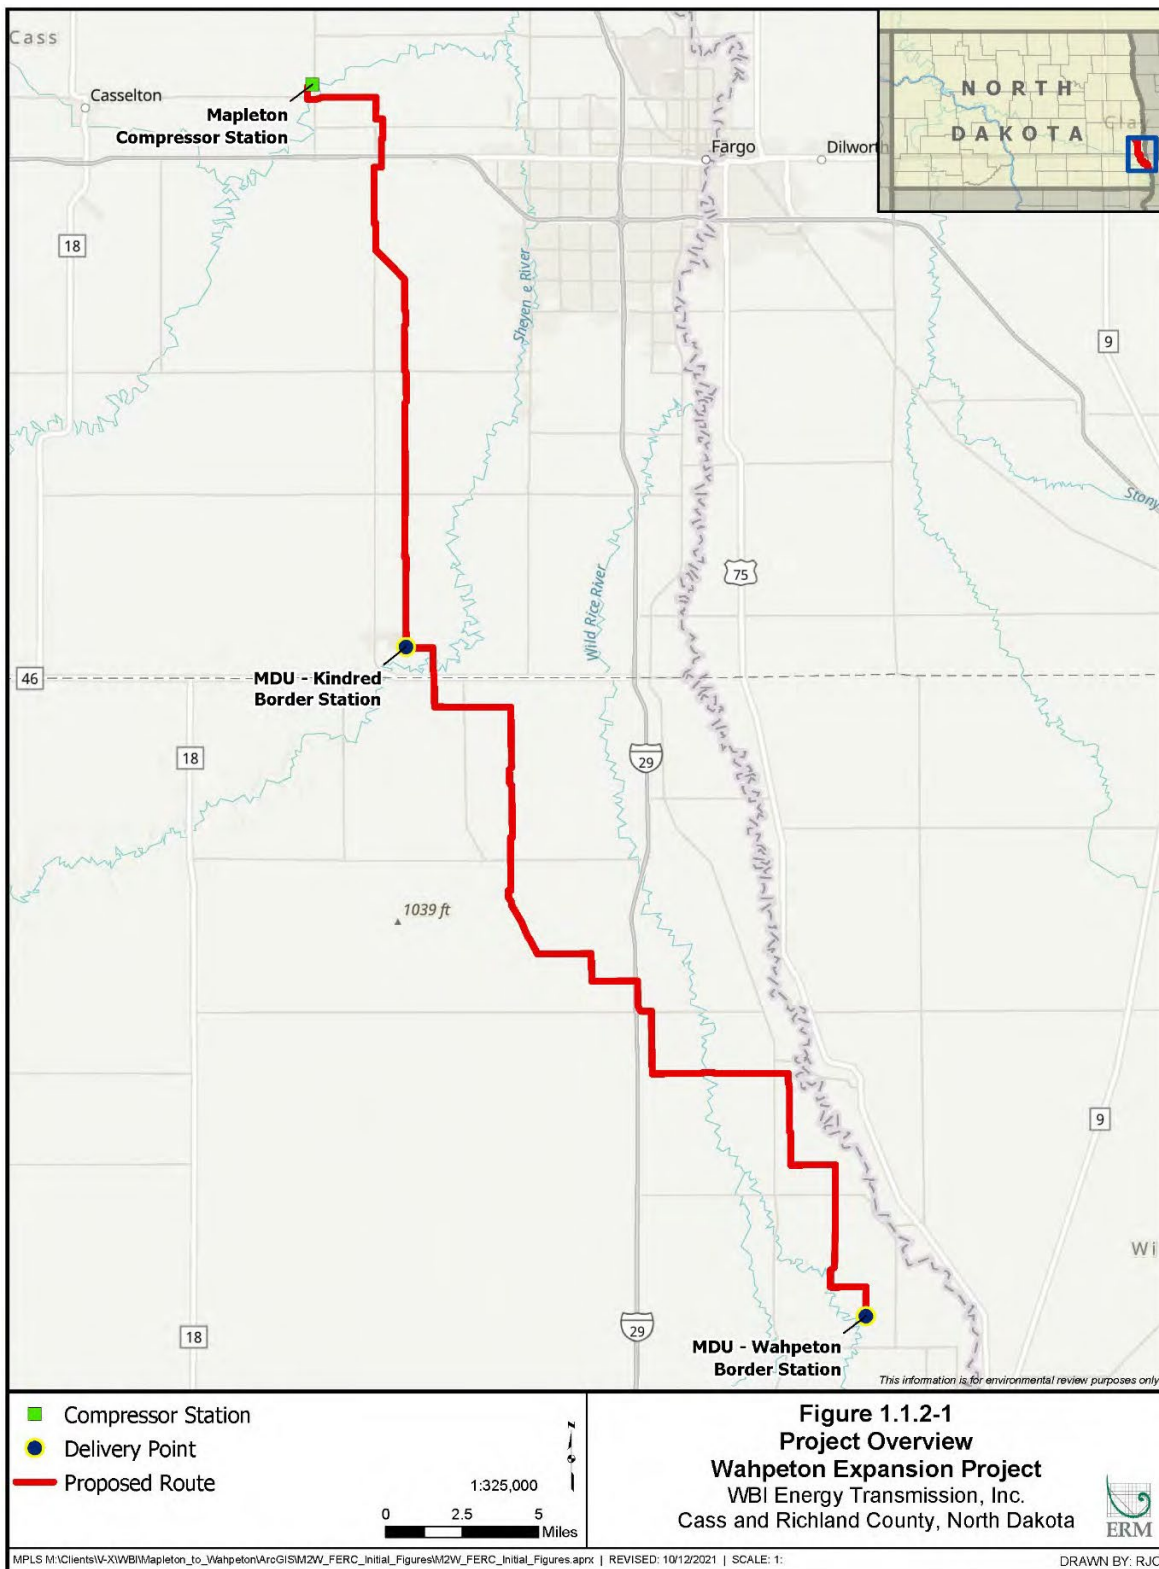 Cass
Casselton
Mapleton
Compressor Station
NORTH
DAKOTA
Clay
Fargo
Dilworth
18
Sheyen e River
9
Stony
Wild Rice River
75
MDU - Kindred
Border Station
46
18
29
1039 ft
9
Wi
18
29
MDU - Wahpeton
Border Station
This information is for environmental review purposes only
Compressor Station
Delivery Point
Proposed Route
N
1:325,000
0 2.5 5
Miles
Figure 1.1.2-1
Project Overview
Wahpeton Expansion Project
WBI Energy Transmission, Inc.
Cass and Richland County, North Dakota
ERM
MPLS M:\Clients\V-X\WBI\Mapleton_to_Wahpeton\ArcGIS\M2W_FERC_Initial_Figures\M2W_FERC_Initial_Figures.aprx | REVISED: 10/12/2021 | SCALE: 1:
DRAWN BY: RJC